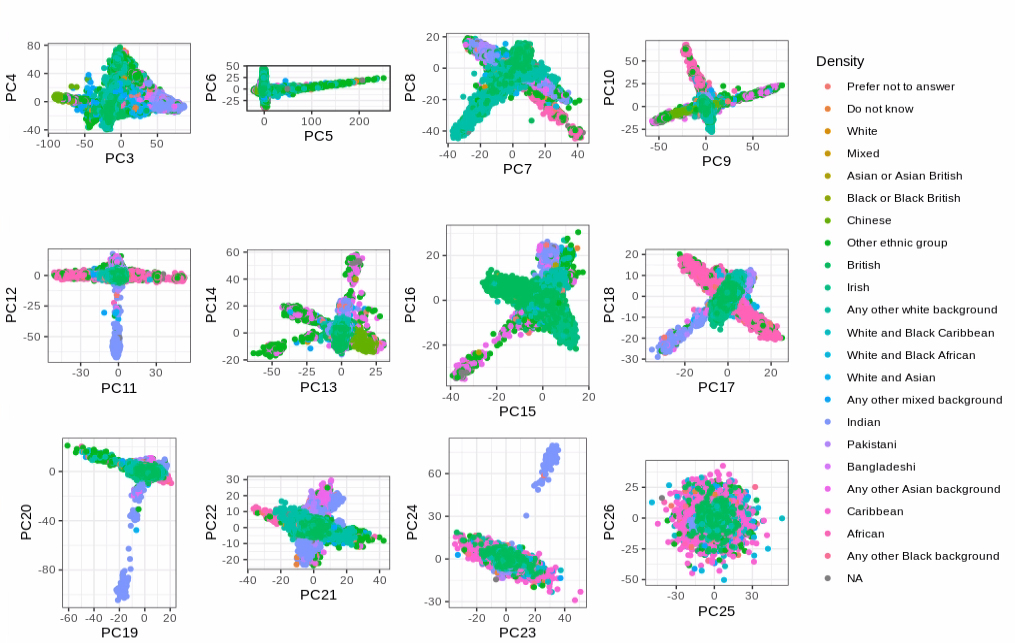 80
40
0
-40
PC4
-100
-50
0
50
PC3
50
25
0
-25
PC6
0
100
200
PC5
20
0
-20
-40
PC8
-40
-20
0
20
40
PC7
50
25
0
-25
PC10
-50
0
50
PC9
0
-25
-50
PC12
-30
0
30
PC11
60
40
20
0
-20
PC14
-50
-25
0
25
PC13
20
0
-20
PC16
-40
-20
0
20
PC15
20
10
0
-10
-20
-30
PC18
-20
0
20
PC17
0
-40
-80
PC20
-60
-40
-20
0
20
PC19
30
20
10
0
-10
-20
PC22
-40
-20
0
20
40
PC21
60
30
0
-30
PC24
-20
0
20
40
PC23
25
0
-25
-50
PC26
-30
0
30
PC25
Density
Prefer not to answer
Do not know
White
Mixed
Asian or Asian British
Black or Black British
Chinese
Other ethnic group
British
Irish
Any other white background
White and Black Caribbean
White and Black African
White and Asian
Any other mixed background
Indian
Pakistani
Bangladeshi
Any other Asian background
Caribbean
African
Any other Black background
NA